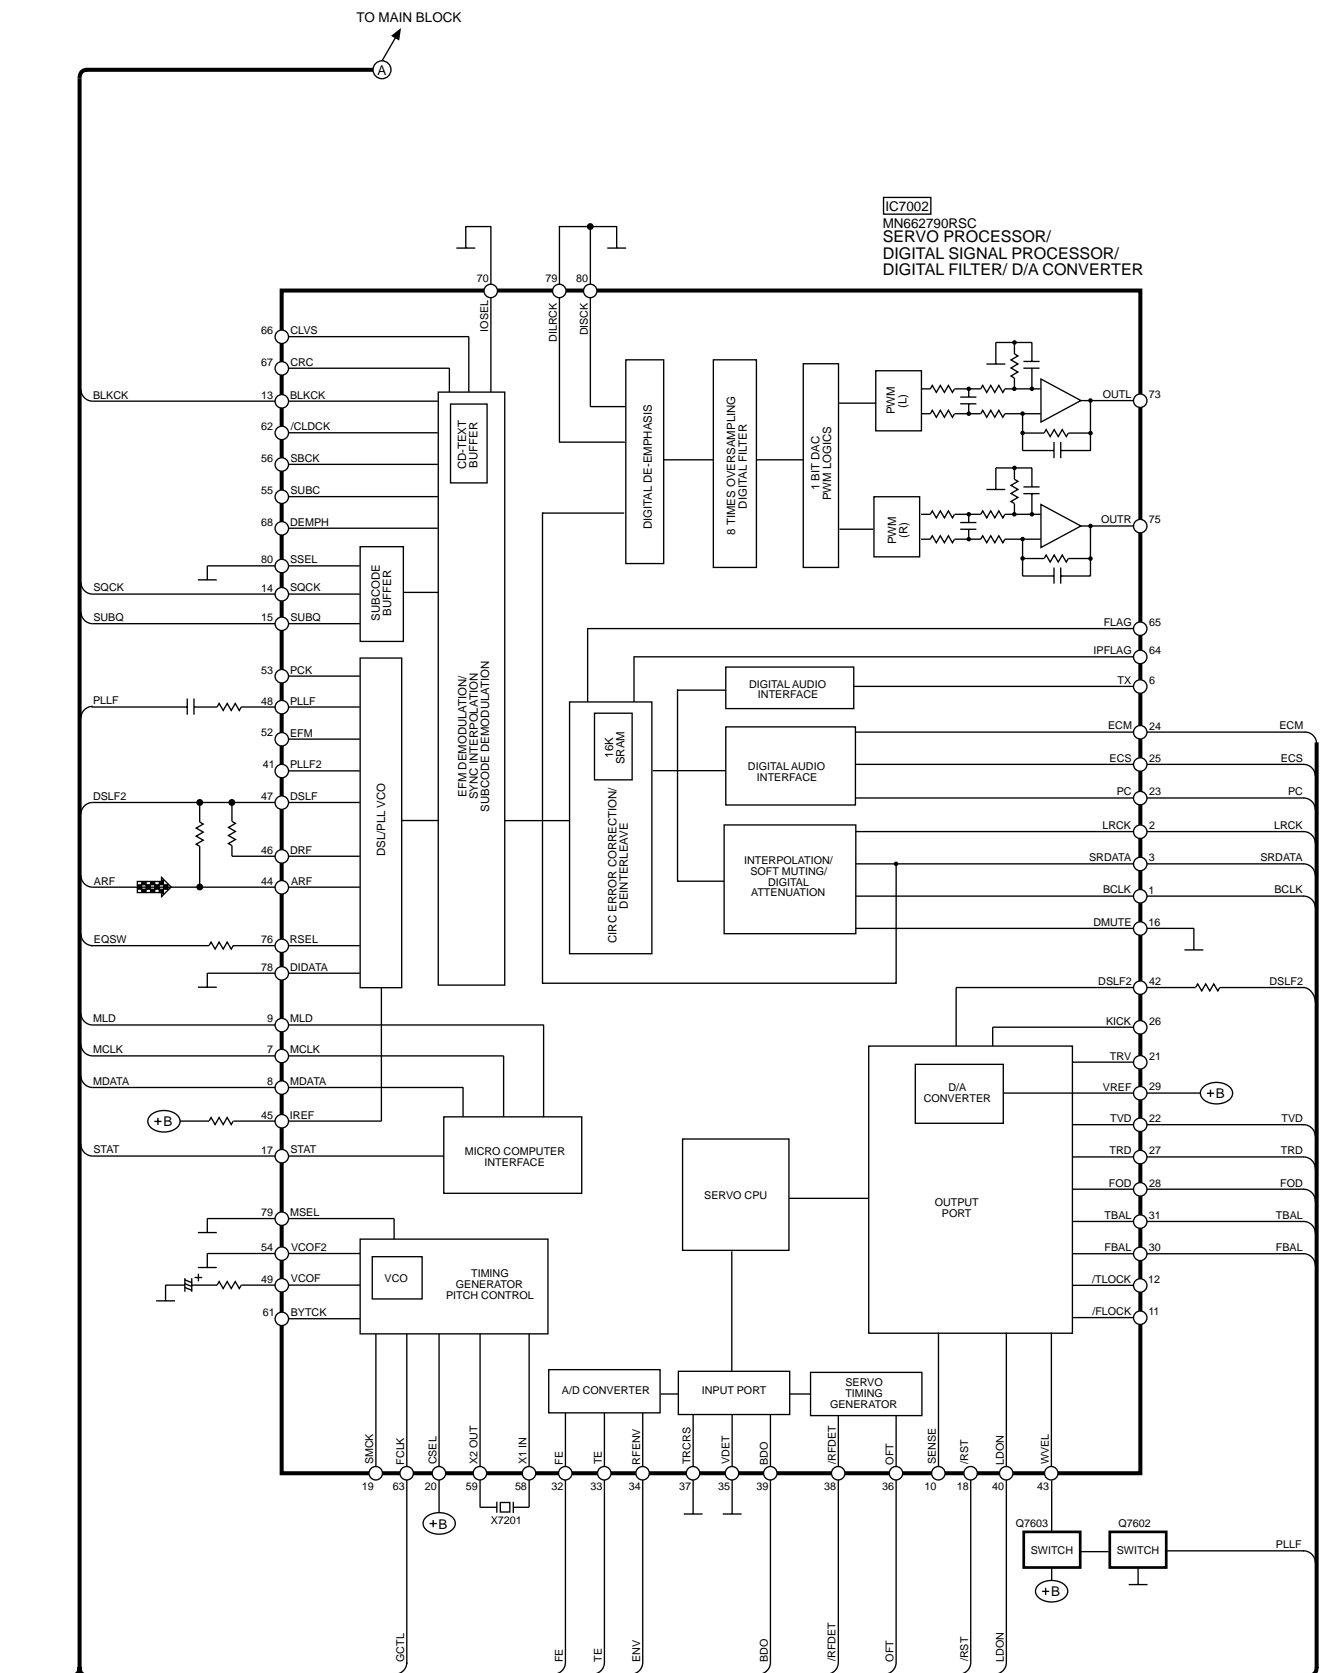 TO MAIN BLOCK
A
IC7002
MN662790RSC
SERVO PROCESSOR/
DIGITAL SIGNAL PROCESSOR/
DIGITAL FILTER/ D/A CONVERTER
70
79
80
IOSEL
DILRCK
DISCK
66
CLVS
67
CRC
BLKCK
13
BLKCK
62
/CLDCK
56
SBCK
55
SUBC
68
DEMPH
80
SSEL
SQCK
14
SQCK
SUBQ
15
SUBQ
53
PCK
PLLF
48
PLLF
52
EFM
41
PLLF2
DSLF2
47
DSLF
46
DRF
ARF
44
ARF
EQSW
76
RSEL
78
DIDATA
MLD
9
MLD
MCLK
7
MCLK
MDATA
8
MDATA
+B
45
IREF
STAT
17
STAT
79
MSEL
54
VCOF2
+
49
VCOF
61
BYTCK
CD-TEXT
BUFFER
SUBCODE
BUFFER
DSL/PLL VCO
EFM DEMODULATION/
SYNC INTERPOLATION
SUBCODE DEMODULATION
DIGITAL DE-EMPHASIS
8 TIMES OVERSAMPLING
DIGITAL FILTER
1 BIT DAC
PWM LOGICS
PWM
(L)
PWM
(R)
OUTL
73
OUTR
75
FLAG
65
IPFLAG
64
TX
6
ECM
24
ECM
ECS
25
ECS
PC
23
PC
LRCK
2
LRCK
SRDATA
3
SRDATA
BCLK
1
BCLK
DMUTE
16
DSLF2
42
DSLF2
KICK
26
TRV
21
VREF
29
+B
TVD
22
TVD
TRD
27
TRD
FOD
28
FOD
TBAL
31
TBAL
FBAL
30
FBAL
/TLOCK
12
/FLOCK
11
16K
SRAM
CIRC ERROR CORRECTION/
DEINTERLEAVE
DIGITAL AUDIO
INTERFACE
DIGITAL AUDIO
INTERFACE
INTERPOLATION/
SOFT MUTING/
DIGITAL
ATTENUATION
D/A
CONVERTER
OUTPUT
PORT
MICRO COMPUTER
INTERFACE
SERVO CPU
VCO
TIMING
GENERATOR
PITCH CONTROL
A/D CONVERTER
INPUT PORT
SERVO
TIMING
GENERATOR
SMCK
FCLK
CSEL
X2 OUT
X1 IN
FE
TE
RFENV
TRCRS
VDET
BDO
/RFDET
OFT
SENSE
/RST
LDON
WVEL
19
63
20
59
58
32
33
34
37
35
39
38
36
10
18
40
43
+B
X7201
Q7603
SWITCH
+B
Q7602
SWITCH
PLLF
GCTL
FE
TE
ENV
BDO
/RFDET
OFT
/RST
LDON